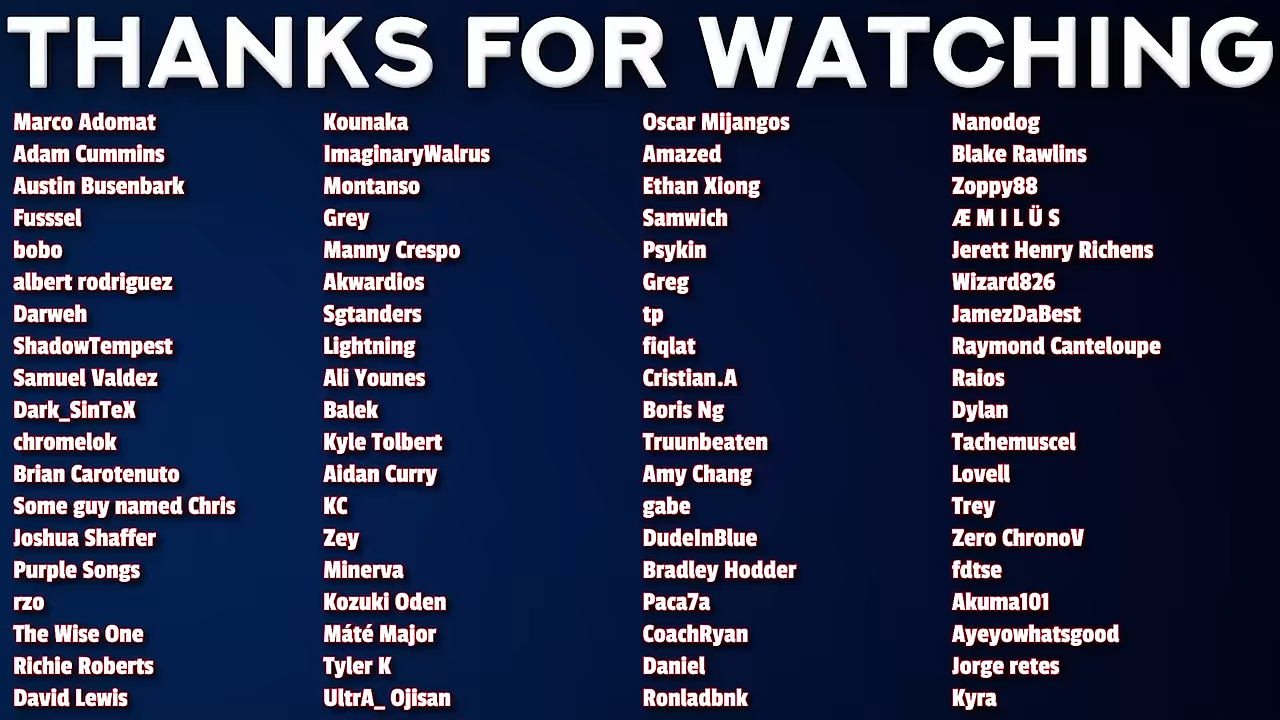 THANKS FOR WATCHING
Marco Adomat
Adam Cummins
Austin Busenbark
Fusssel
bobo
albert rodriguez
Darweh
ShadowTempest
Samuel Valdez
Dark_SinTeX
chromelok
Brian Carotenuto
Some guy named Chris
Joshua Shaffer
Purple Songs
rzo
The Wise One
Richie Roberts
David Lewis
Kounaka
ImaginaryWalrus
Montanso
Grey
Manny Crespo
Akwardios
Sgtanders
Lightning
Ali Younes
Balek
Kyle Tolbert
Aidan Curry
KC
Zey
Minerva
Kozuki Oden
Máté Major
Tyler K
UltrA_ Ojisan
Oscar Mijangos
Amazed
Ethan Xiong
Samwich
Psykin
Greg
tp
fiqlat
Cristian.A
Boris Ng
Truunbeaten
Amy Chang
gabe
DudeInBlue
Bradley Hodder
Paca7a
CoachRyan
Daniel
Ronladbnk
Nanodog
Blake Rawlins
Zoppy88
Æ M I L Ü S
Jerett Henry Richens
Wizard826
JamezDaBest
Raymond Canteloupe
Raios
Dylan
Tachemuscel
Lovell
Trey
Zero ChronoV
fdtse
Akuma101
Ayeyowhatsgood
Jorge retes
Kyra